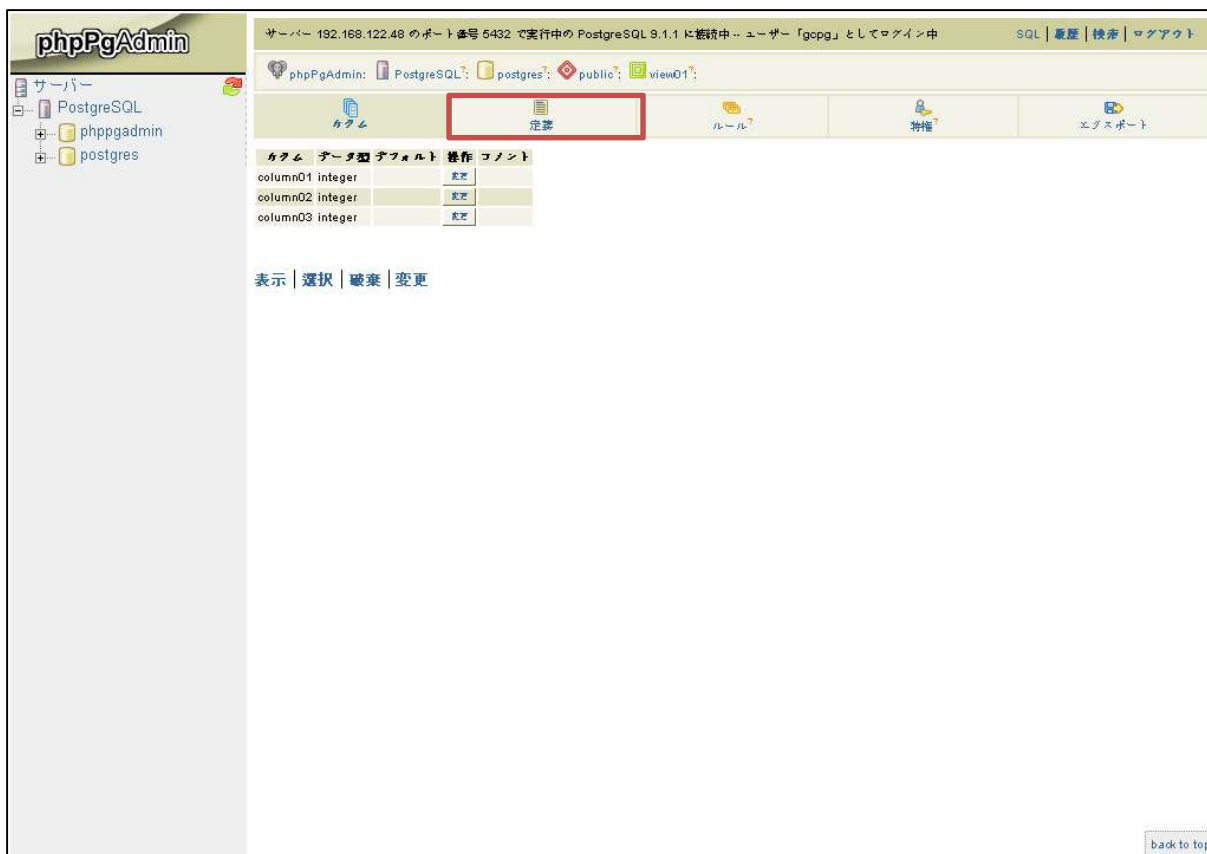 phpPgAdmin
サーバー
PostgreSQL
phppgadmin
postgres
サーバー 192.168.122.48 のポート番号 5432 で実行中の PostgreSQL 9.1.1 に接続中 -- ユーザー「gopg」としてログイン中
SQL | 履歴 | 検索 | ログアウト
phpPgAdmin: PostgreSQL?: postgres?: public?: view01?:
カラム
定義
ルール?
特権?
エクスポート
カラム データ型 デフォルト 操作 コメント
column01 integer 変更
column02 integer 変更
column03 integer 変更
表示 | 選択 | 破棄 | 変更
back to top